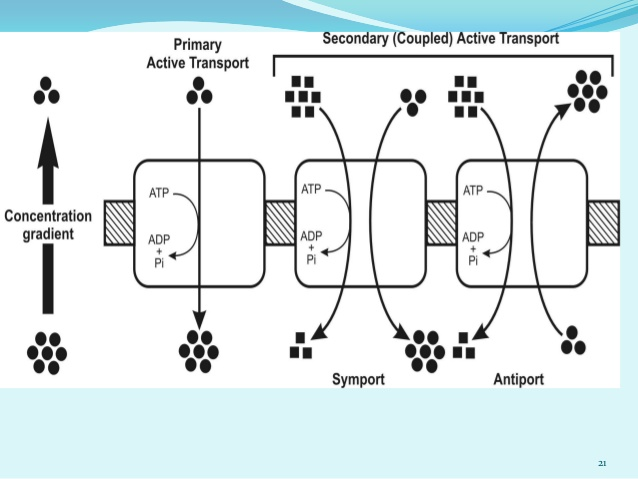 Primary
Active Transport
Secondary (Coupled) Active Transport
Concentration
gradient
ATP
ADP
+
Pi
ATP
ADP
+
Pi
ATP
ADP
+
Pi
Symport
Antiport
21